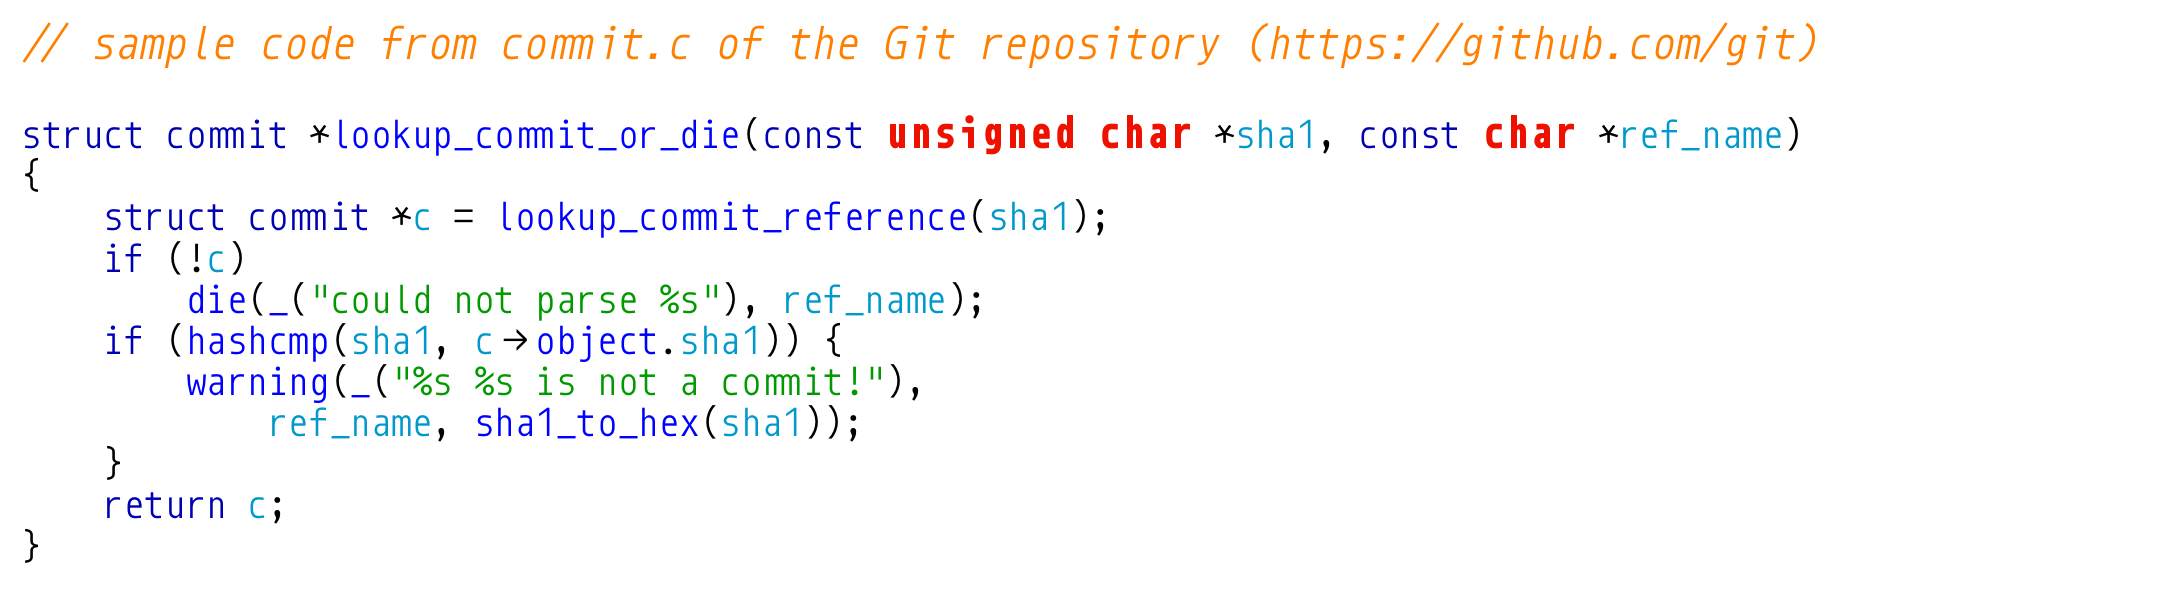 // sample code from commit.c of the Git repository (https://github.com/git)

struct commit *lookup_commit_or_die(const unsigned char *sha1, const char *ref_name)
{
    struct commit *c = lookup_commit_reference(sha1);
    if (!c)
        die(_("could not parse %s"), ref_name);
    if (hashcmp(sha1, c->object.sha1)) {
        warning(_("%s %s is not a commit!"),
            ref_name, sha1_to_hex(sha1));
    }
    return c;
}